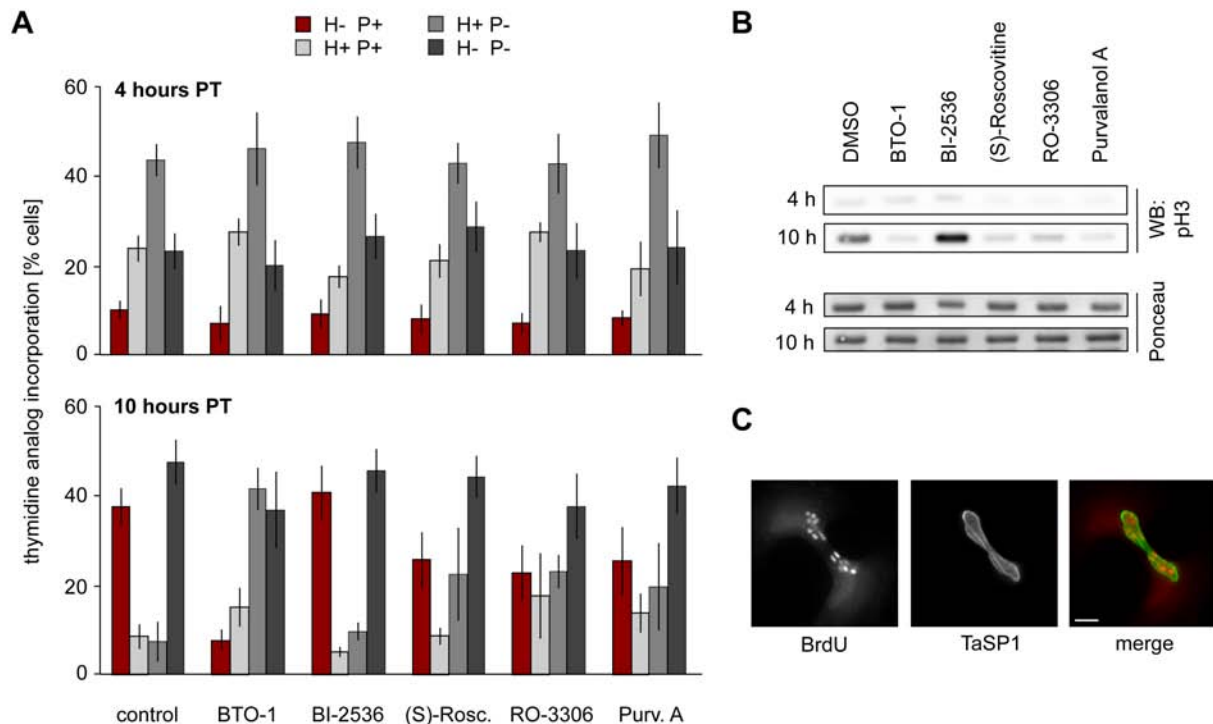 A
H- P+
H+ P-
H+ P+
H- P-
thymidine analog incorporation [% cells]
4 hours PT
60
40
20
0
10 hours PT
60
40
20
0
control BTO-1 BI-2536 (S)-Rosc. RO-3306 Purv. A
B
DMSO
BTO-1
BI-2536
(S)-Roscovitine
RO-3306
Purvalanol A
4 h
10 h
WB:
pH3
4 h
10 h
Ponceau
C
BrdU TaSP1 merge